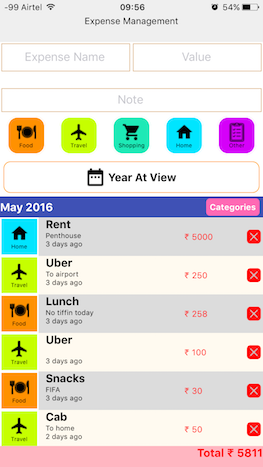 -99 Airtel 09:56 54%
Expense Management
Expense Name Value
Note
Food Travel Shopping Home Other
Year At View
May 2016 Categories
Rent
Penthouse
3 days ago
₹ 5000
Home
Uber
To airport
3 days ago
₹ 250
Travel
Lunch
No tiffin today
3 days ago
₹ 258
Food
Uber
3 days ago
₹ 100
Travel
Snacks
FIFA
3 days ago
₹ 30
Food
Cab
To home
2 days ago
₹ 50
Travel
Total ₹ 5811